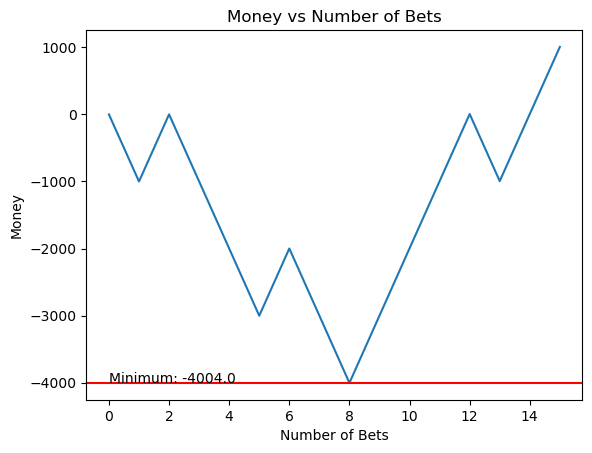 Money vs Number of Bets
1000
0
−1000
−2000
−3000
−4000
Money
Minimum: -4004.0
0 2 4 6 8 10 12 14
Number of Bets